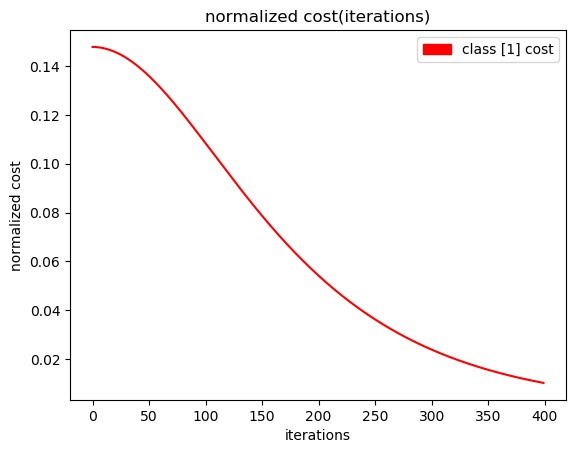 normalized cost(iterations)
class [1] cost
normalized cost
0.14
0.12
0.10
0.08
0.06
0.04
0.02
0 50 100 150 200 250 300 350 400
iterations